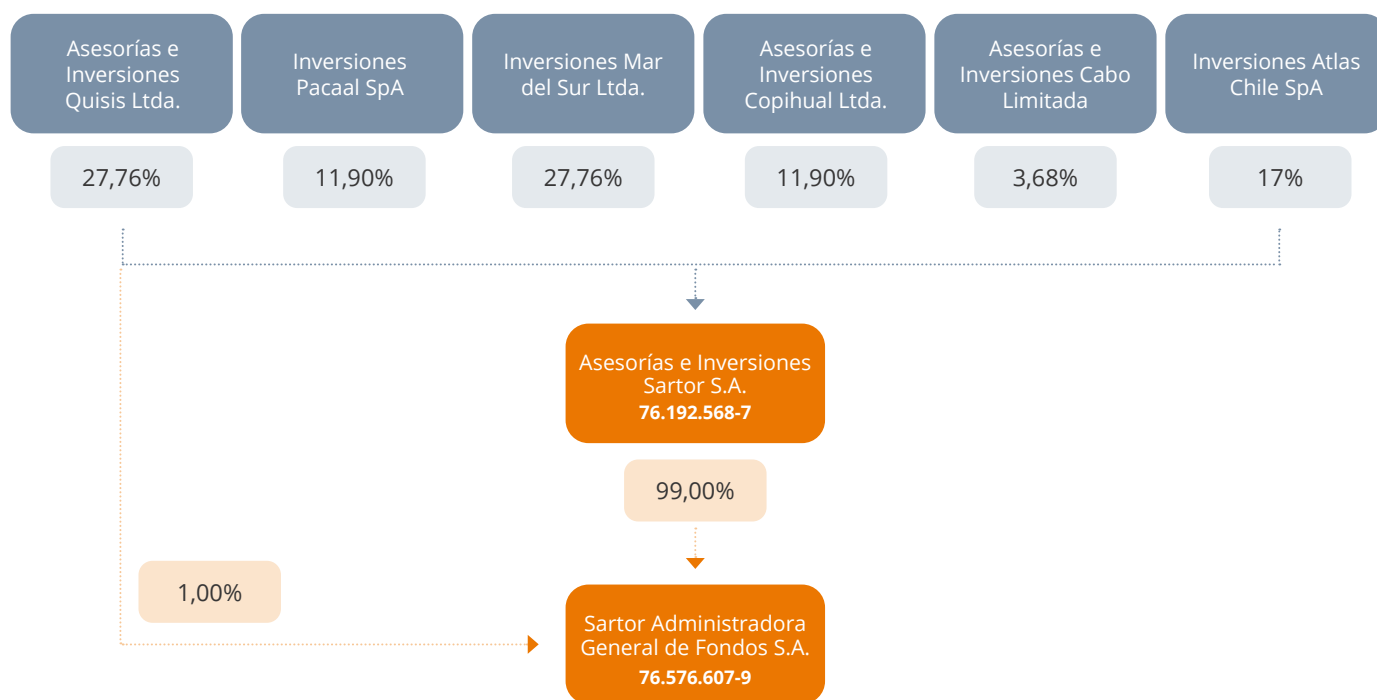 Asesorías e
Inversiones
Quisis Ltda.
Inversiones
Pacaal SpA
Inversiones Mar
del Sur Ltda.
Asesorías e
Inversiones
Copihual Ltda.
Asesorías e
Inversiones Cabo
Limitada
Inversiones Atlas
Chile SpA
27,76%
11,90%
27,76%
11,90%
3,68%
17%
Asesorías e Inversiones
Sartor S.A.
76.192.568-7
99,00%
1,00%
Sartor Administradora
General de Fondos S.A.
76.576.607-9